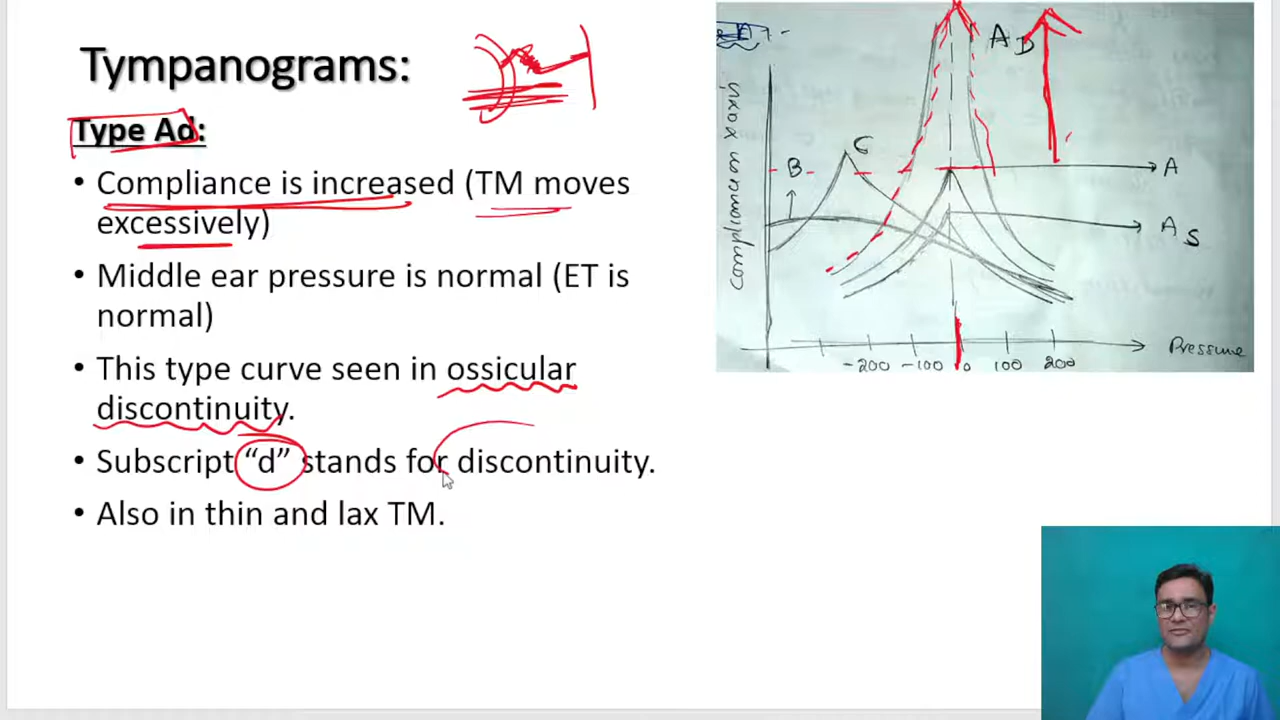 Tympanograms:
Type Ad:
• Compliance is increased (TM moves
excessively)
• Middle ear pressure is normal (ET is
normal)
• This type curve seen in ossicular
discontinuity.
• Subscript “d” stands for discontinuity.
• Also in thin and lax TM.
AD
C
B
A
AS
Pressure
-200 -100 0 100 200